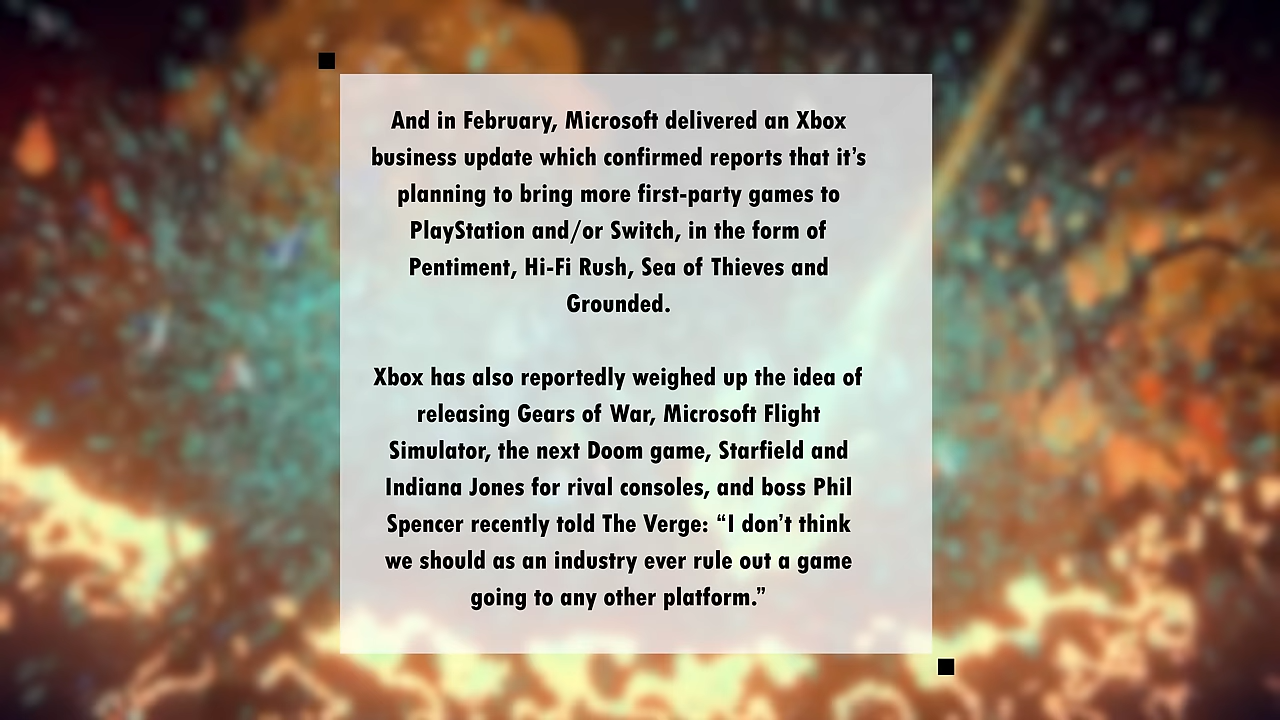 And in February, Microsoft delivered an Xbox
business update which confirmed reports that it’s
planning to bring more first-party games to
PlayStation and/or Switch, in the form of
Pentiment, Hi-Fi Rush, Sea of Thieves and
Grounded.
Xbox has also reportedly weighed up the idea of
releasing Gears of War, Microsoft Flight
Simulator, the next Doom game, Starfield and
Indiana Jones for rival consoles, and boss Phil
Spencer recently told The Verge: “I don’t think
we should as an industry ever rule out a game
going to any other platform.”